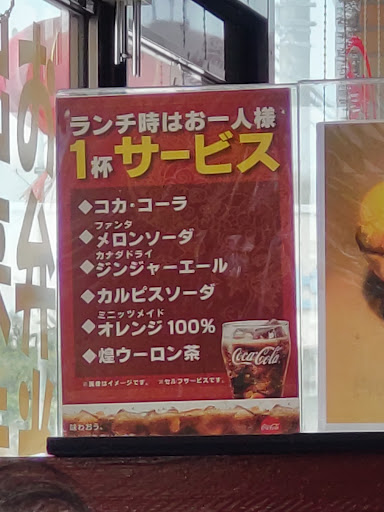 ランチ時はお一人様
1杯サービス
◆コカ・コーラ
ファンタ
◆メロンソーダ
カナダドライ
◆ジンジャーエール
◆カルピスソーダ
ミニッツメイド
◆オレンジ100%
◆煌ウーロン茶
Coca-Cola
※画像はイメージです。 ※セルフサービスです。
味わおう。
Coca-Cola